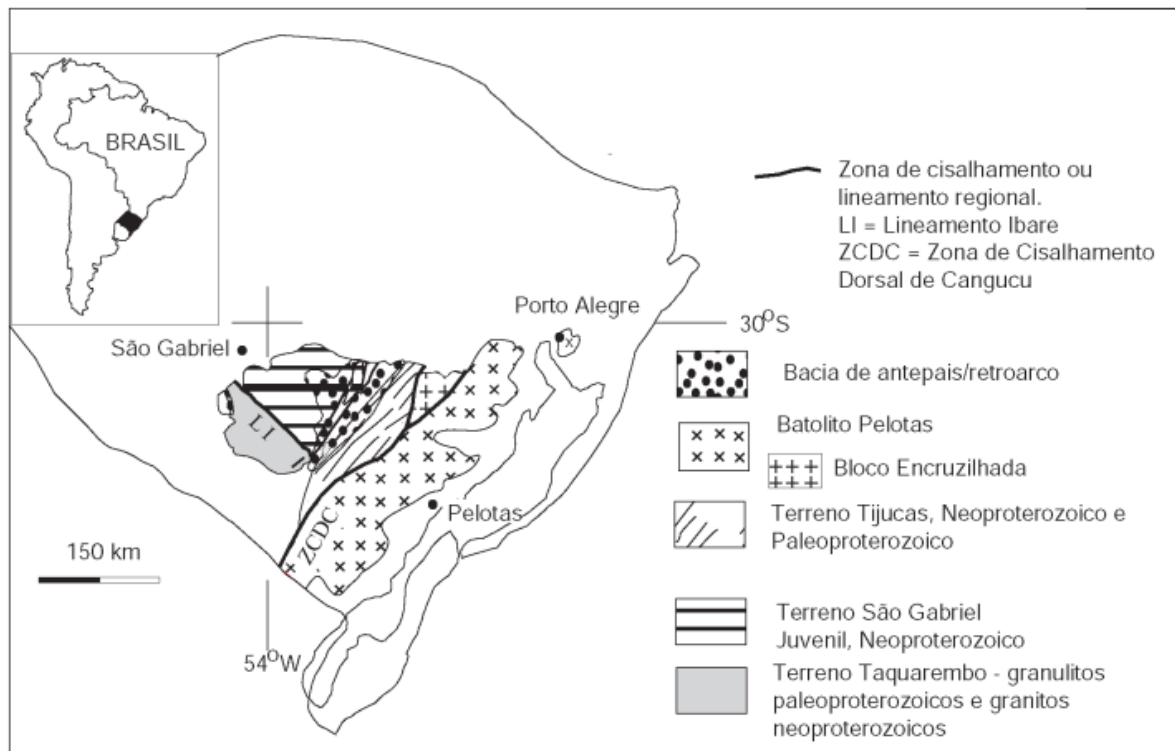 BRASIL
Zona de cisalhamento ou
lineamento regional.
LI = Lineamento Ibare
ZCDC = Zona de Cisalhamento
Dorsal de Cangucu
Porto Alegre
x
30°S
São Gabriel
Bacia de antepais/retroarco
LI
Batolito Pelotas
Bloco Encruzilhada
Pelotas
Terreno Tijucas, Neoproterozoico e
Paleoproterozoico
ZCDC
150 km
Terreno São Gabriel
Juvenil, Neoproterozoico
54°W
Terreno Taquarembo - granulitos
paleoproterozoicos e granitos
neoproterozoicos